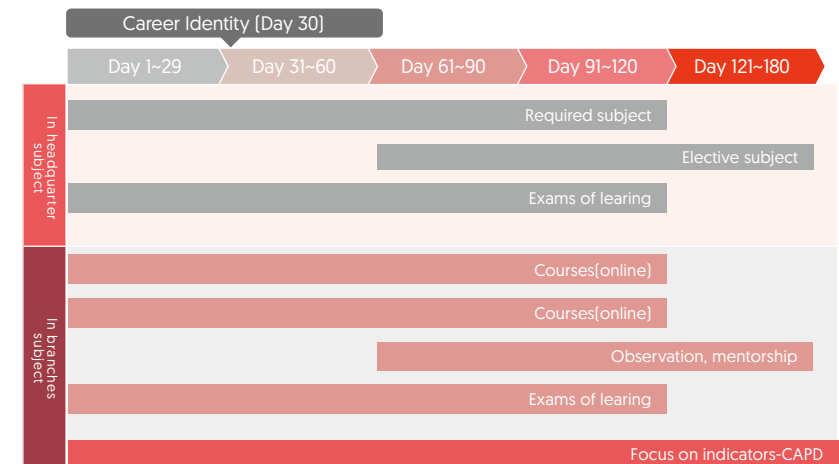 Career Identity (Day 30)
Day 1~29
Day 31~60
Day 61~90
Day 91~120
Day 121~180
In headquarter
subject
Required subject
Elective subject
Exams of learing
In branches
subject
Courses(online)
Courses(online)
Observation, mentorship
Exams of learing
Focus on indicators-CAPD